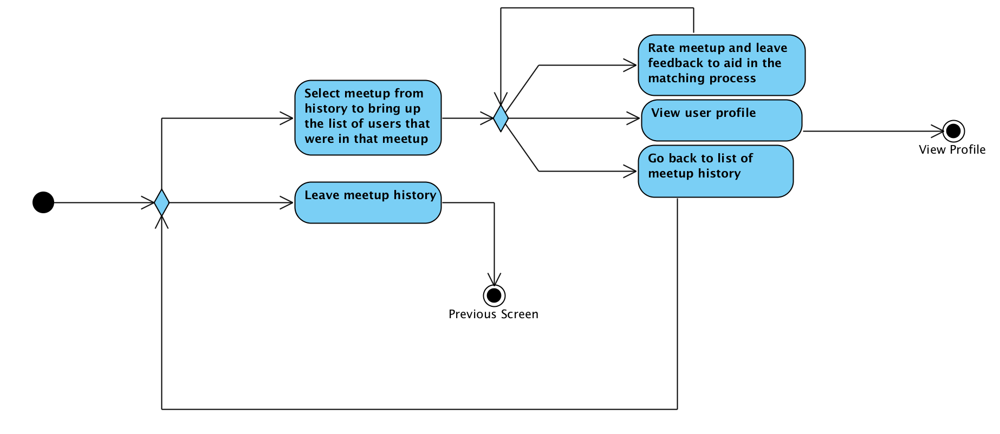 Rate meetup and leave
feedback to aid in the
matching process
Select meetup from
history to bring up
the list of users that
were in that meetup
View user profile
View Profile
Go back to list of
meetup history
Leave meetup history
Previous Screen